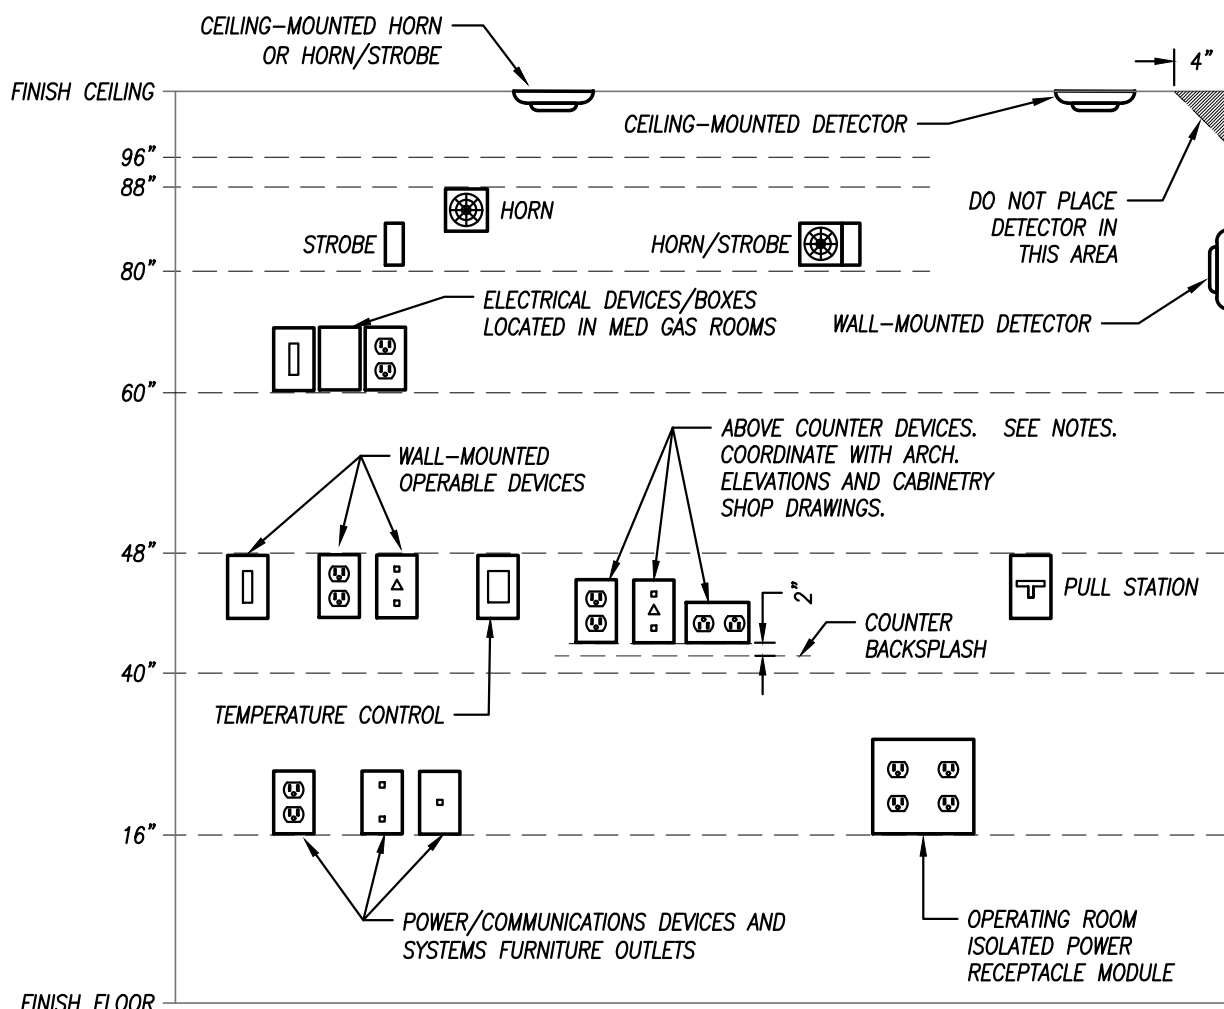 CEILING-MOUNTED HORN
OR HORN/STROBE
4"
FINISH CEILING
CEILING-MOUNTED DETECTOR
96"
88"
DO NOT PLACE
DETECTOR IN
THIS AREA
HORN
STROBE
HORN/STROBE
80"
ELECTRICAL DEVICES/BOXES
LOCATED IN MED GAS ROOMS
WALL-MOUNTED DETECTOR
60"
ABOVE COUNTER DEVICES. SEE NOTES.
COORDINATE WITH ARCH.
ELEVATIONS AND CABINETRY
SHOP DRAWINGS.
WALL-MOUNTED
OPERABLE DEVICES
48"
PULL STATION
2"
COUNTER
BACKSPLASH
40"
TEMPERATURE CONTROL
16"
POWER/COMMUNICATIONS DEVICES AND
SYSTEMS FURNITURE OUTLETS
OPERATING ROOM
ISOLATED POWER
RECEPTACLE MODULE
FINISH FLOOR